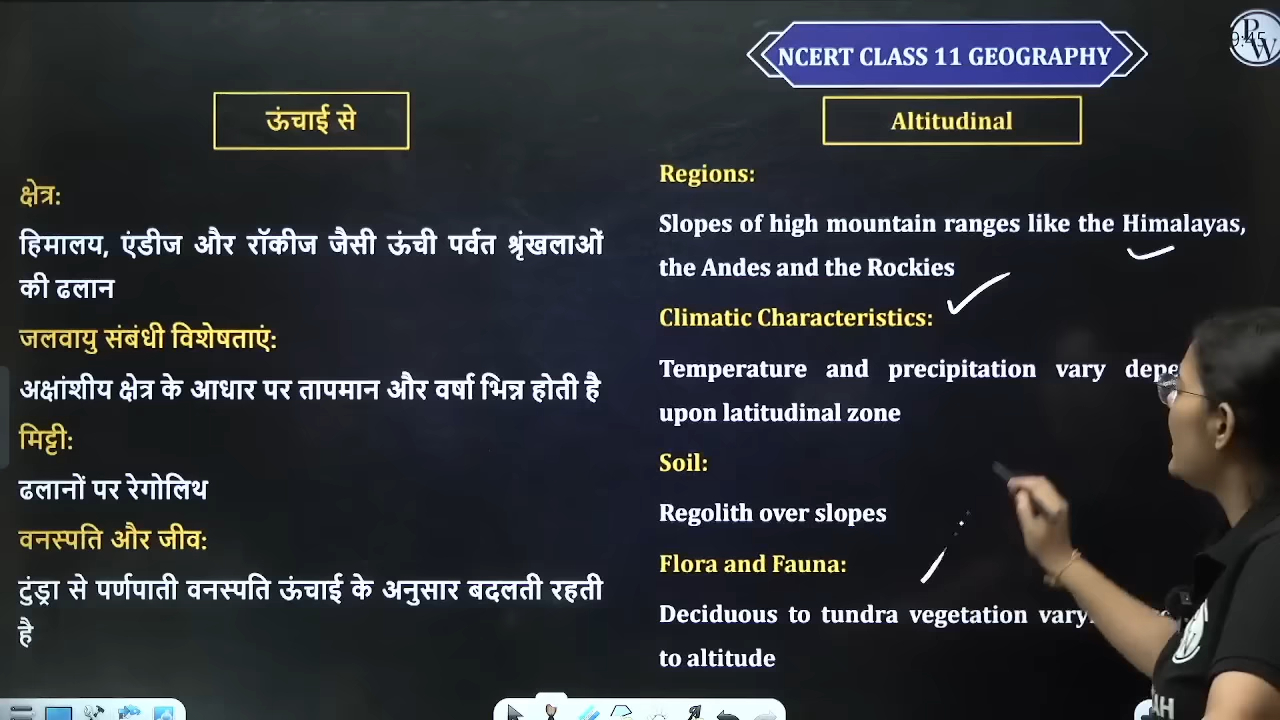 NCERT CLASS 11 GEOGRAPHY
PW
9:45
ऊंचाई से
क्षेत्र:
हिमालय, एंडीज और रॉकीज जैसी ऊंची पर्वत श्रृंखलाओं
की ढलान
जलवायु संबंधी विशेषताएं:
अक्षांशीय क्षेत्र के आधार पर तापमान और वर्षा भिन्न होती है
मिट्टी:
ढलानों पर रेगोलिथ
वनस्पति और जीव:
टुंड्रा से पर्णपाती वनस्पति ऊंचाई के अनुसार बदलती रहती
है
Altitudinal
Regions:
Slopes of high mountain ranges like the Himalayas,
the Andes and the Rockies
Climatic Characteristics:
Temperature and precipitation vary
upon latitudinal zone
Soil:
Regolith over slopes
Flora and Fauna:
Deciduous to tundra vegetation
to altitude